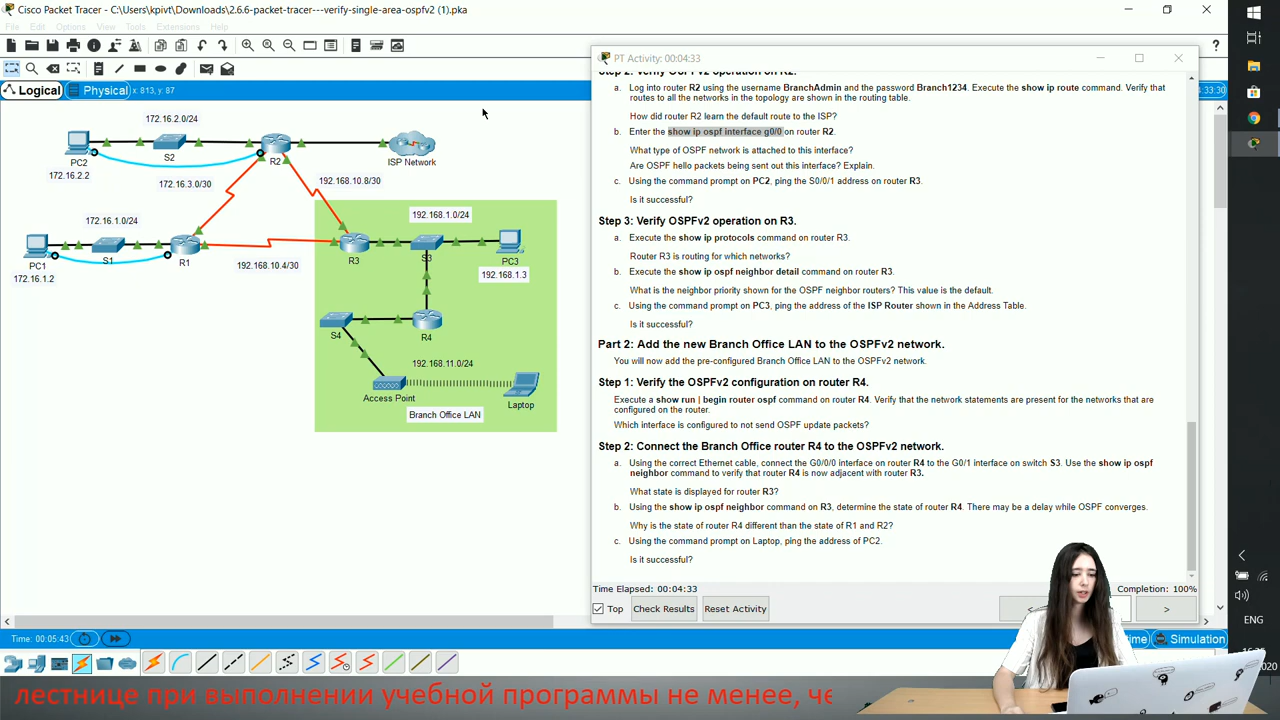 Cisco Packet Tracer - C:\Users\kpivt\Downloads\2.6.6-packet-tracer---verify-single-area-ospfv2 (1).pka
File Edit Options View Tools Extensions Help
Logical Physical x: 813, y: 87
PT Activity: 00:04:33
Step 2: Verify OSPFv2 operation on R2.
a. Log into router R2 using the username BranchAdmin and the password Branch1234. Execute the show ip route command. Verify that
routes to all the networks in the topology are shown in the routing table.
How did router R2 learn the default route to the ISP?
b. Enter the show ip ospf interface g0/0 on router R2.
What type of OSPF network is attached to this interface?
Are OSPF hello packets being sent out this interface? Explain.
c. Using the command prompt on PC2, ping the S0/0/1 address on router R3.
Is it successful?
Step 3: Verify OSPFv2 operation on R3.
a. Execute the show ip protocols command on router R3.
Router R3 is routing for which networks?
b. Execute the show ip ospf neighbor detail command on router R3.
What is the neighbor priority shown for the OSPF neighbor routers? This value is the default.
c. Using the command prompt on PC3, ping the address of the ISP Router shown in the Address Table.
Is it successful?
Part 2: Add the new Branch Office LAN to the OSPFv2 network.
You will now add the pre-configured Branch Office LAN to the OSPFv2 network.
Step 1: Verify the OSPFv2 configuration on router R4.
Execute a show run | begin router ospf command on router R4. Verify that the network statements are present for the networks that are
configured on the router.
Which interface is configured to not send OSPF update packets?
Step 2: Connect the Branch Office router R4 to the OSPFv2 network.
a. Using the correct Ethernet cable, connect the G0/0/0 interface on router R4 to the G0/1 interface on switch S3. Use the show ip ospf
neighbor command to verify that router R4 is now adjacent with router R3.
What state is displayed for router R3?
b. Using the show ip ospf neighbor command on R3, determine the state of router R4. There may be a delay while OSPF converges.
Why is the state of router R4 different than the state of R1 and R2?
c. Using the command prompt on Laptop, ping the address of PC2.
Is it successful?
Time Elapsed: 00:04:33
Completion: 100%
Top Check Results Reset Activity < >
172.16.2.0/24
PC2
S2
R2
ISP Network
172.16.2.2
172.16.3.0/30
192.168.10.8/30
172.16.1.0/24
192.168.1.0/24
PC1
S1
R1
R3
S3
PC3
172.16.1.2
192.168.10.4/30
192.168.1.3
S4
R4
192.168.11.0/24
Access Point
Laptop
Branch Office LAN
Time: 00:05:43
Simulation
ENG
лестнице при выполнении учебной программы не менее, че